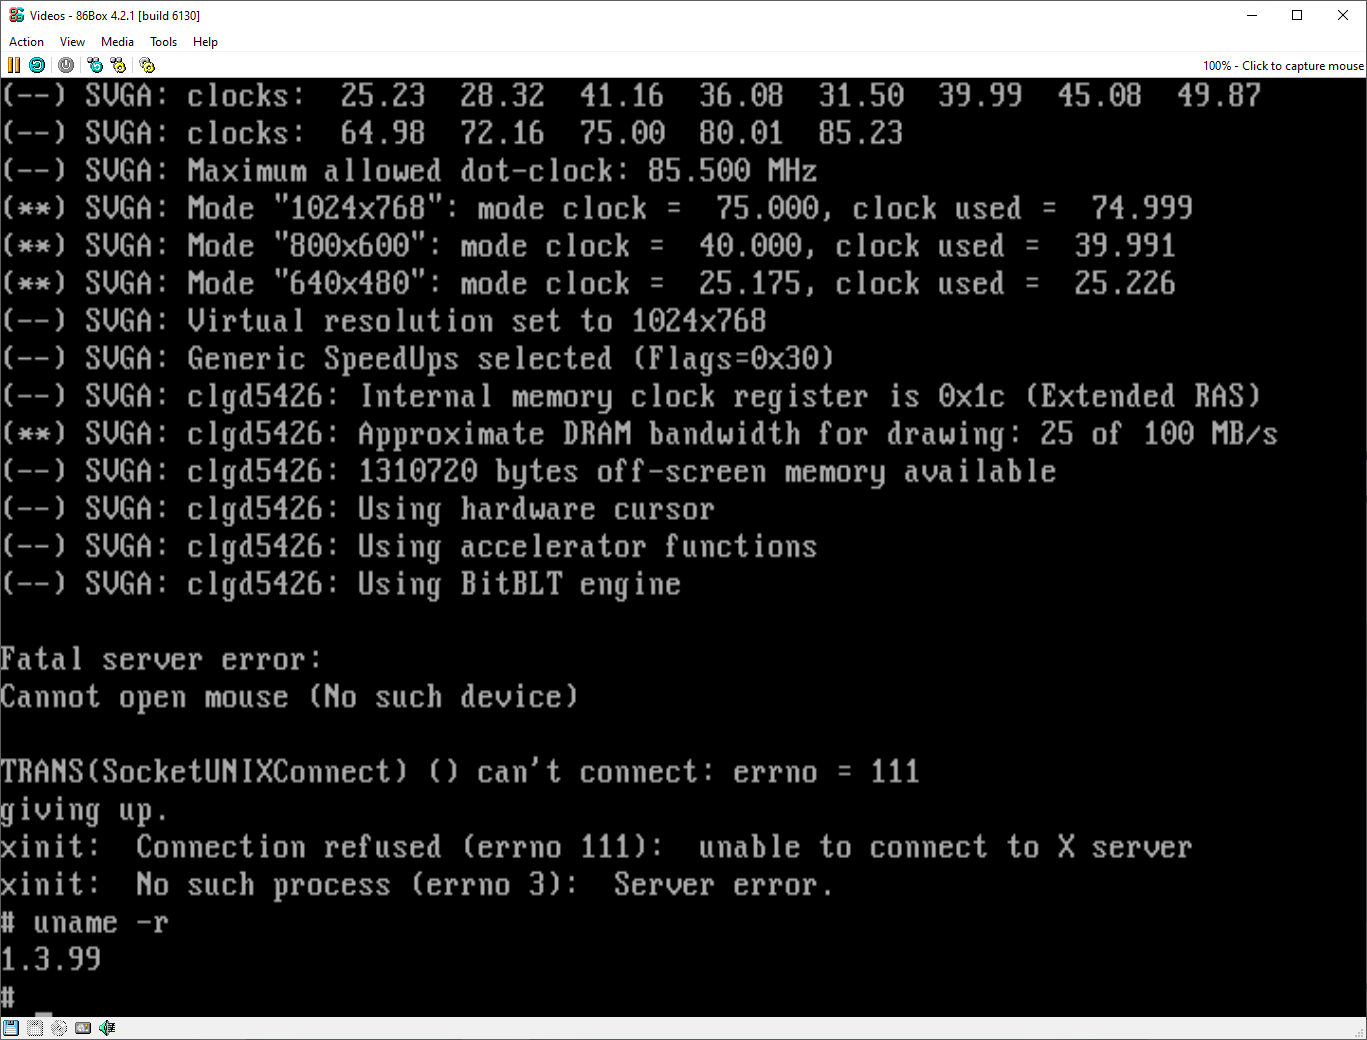 Videos - 86Box 4.2.1 [build 6130]
Action View Media Tools Help
100% - Click to capture mouse
(--) SVGA: clocks:  25.23  28.32  41.16  36.08  31.50  39.99  45.08  49.87
(--) SVGA: clocks:  64.98  72.16  75.00  80.01  85.23
(--) SVGA: Maximum allowed dot-clock: 85.500 MHz
(**) SVGA: Mode "1024x768": mode clock =  75.000, clock used =  74.999
(**) SVGA: Mode "800x600": mode clock =  40.000, clock used =  39.991
(**) SVGA: Mode "640x480": mode clock =  25.175, clock used =  25.226
(--) SVGA: Virtual resolution set to 1024x768
(--) SVGA: Generic SpeedUps selected (Flags=0x30)
(--) SVGA: clgd5426: Internal memory clock register is 0x1c (Extended RAS)
(**) SVGA: clgd5426: Approximate DRAM bandwidth for drawing: 25 of 100 MB/s
(--) SVGA: clgd5426: 1310720 bytes off-screen memory available
(--) SVGA: clgd5426: Using hardware cursor
(--) SVGA: clgd5426: Using accelerator functions
(--) SVGA: clgd5426: Using BitBLT engine
Fatal server error:
Cannot open mouse (No such device)
TRANS(SocketUNIXConnect) () can't connect: errno = 111
giving up.
xinit:  Connection refused (errno 111):  unable to connect to X server
xinit:  No such process (errno 3):  Server error.
# uname -r
1.3.99
#